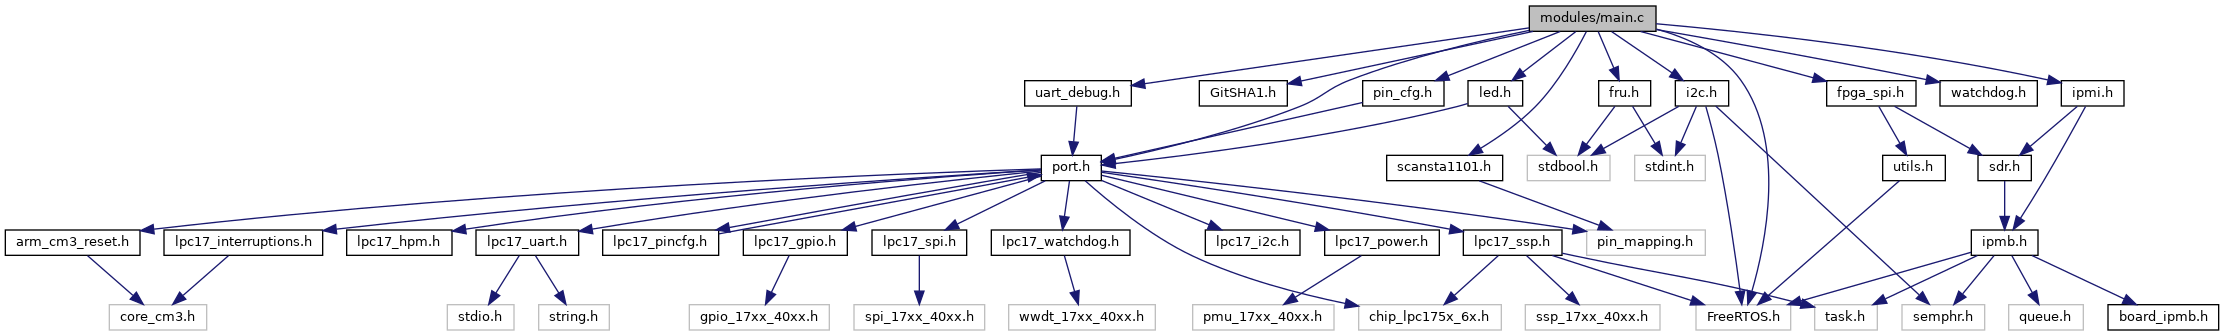 modules/main.c
uart_debug.h
GitSHA1.h
pin_cfg.h
led.h
fru.h
i2c.h
fpga_spi.h
watchdog.h
ipmi.h
port.h
scansta1101.h
stdbool.h
stdint.h
utils.h
sdr.h
arm_cm3_reset.h
lpc17_interruptions.h
lpc17_hpm.h
lpc17_uart.h
lpc17_pincfg.h
lpc17_gpio.h
lpc17_spi.h
lpc17_watchdog.h
lpc17_i2c.h
lpc17_power.h
lpc17_ssp.h
pin_mapping.h
ipmb.h
core_cm3.h
stdio.h
string.h
gpio_17xx_40xx.h
spi_17xx_40xx.h
wwdt_17xx_40xx.h
pmu_17xx_40xx.h
chip_lpc175x_6x.h
ssp_17xx_40xx.h
FreeRTOS.h
task.h
semphr.h
queue.h
board_ipmb.h